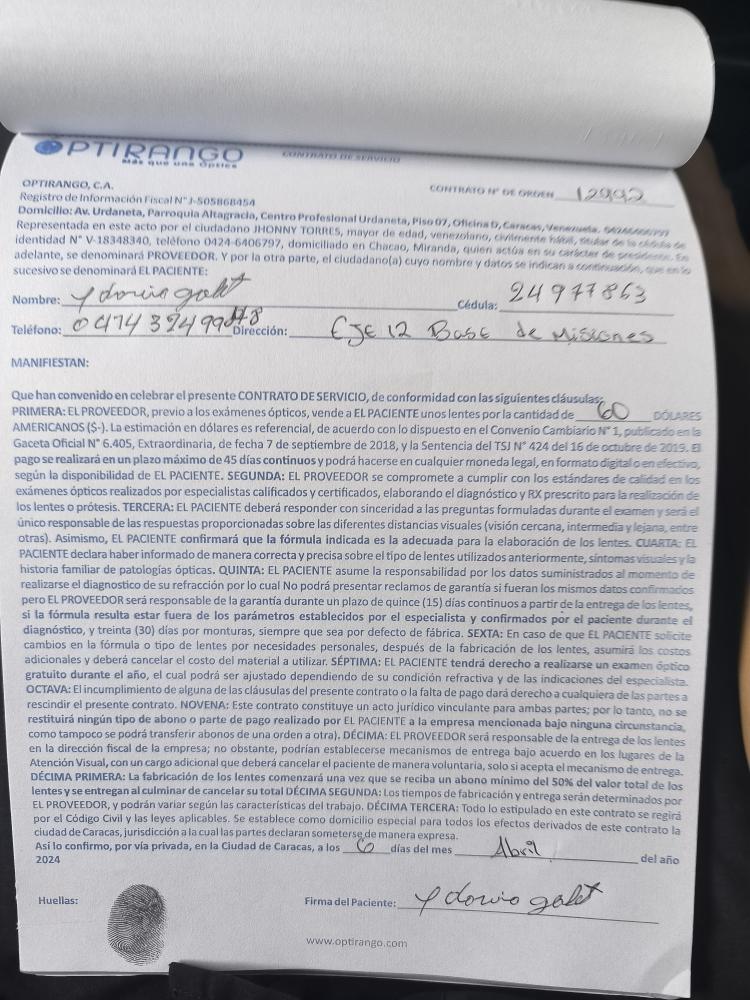 OPTIRANGO
Más que una Óptica
CONTRATO DE SERVICIO
OPTIRANGO, C.A.
CONTRATO N° DE ORDEN 12992
Registro de Información Fiscal N° J-505868454
Domicilio: Av. Urdaneta, Parroquia Altagracia, Centro Profesional Urdaneta, Piso 07, Oficina D, Caracas, Venezuela.
Representada en este acto por el ciudadano JHONNY TORRES, mayor de edad, venezolano, civilmente hábil, titular de la cédula de
identidad N° V-18348340, teléfono 0424-6406797, domiciliado en Chacao, Miranda, quien actúa en su carácter de presidente. En
adelante, se denominará PROVEEDOR. Y por la otra parte, el ciudadano(a) cuyo nombre y datos se indican a continuación, que en lo
sucesivo se denominará EL PACIENTE:
Nombre: Cédula: 24977863
Teléfono: Dirección: EJE 12 Base de Misiones
MANIFIESTAN:
Que han convenido en celebrar el presente CONTRATO DE SERVICIO, de conformidad con las siguientes cláusulas:
PRIMERA: EL PROVEEDOR, previo a los exámenes ópticos, vende a EL PACIENTE unos lentes por la cantidad de 60 DÓLARES
AMERICANOS ($-). La estimación en dólares es referencial, de acuerdo con lo dispuesto en el Convenio Cambiario N° 1, publicado en la
Gaceta Oficial N° 6.405, Extraordinaria, de fecha 7 de septiembre de 2018, y la Sentencia del TSJ N° 424 del 16 de octubre de 2019. El
pago se realizará en un plazo máximo de 45 días continuos y podrá hacerse en cualquier moneda legal, en formato digital o en efectivo,
según la disponibilidad de EL PACIENTE. SEGUNDA: EL PROVEEDOR se compromete a cumplir con los estándares de calidad en los
exámenes ópticos realizados por especialistas calificados y certificados, elaborando el diagnóstico y RX prescrito para la realización de
los lentes o prótesis. TERCERA: EL PACIENTE deberá responder con sinceridad a las preguntas formuladas durante el examen y será el
único responsable de las respuestas proporcionadas sobre las diferentes distancias visuales (visión cercana, intermedia y lejana, entre
otras). Asimismo, EL PACIENTE confirmará que la fórmula indicada es la adecuada para la elaboración de los lentes. CUARTA: EL
PACIENTE declara haber informado de manera correcta y precisa sobre el tipo de lentes utilizados anteriormente, síntomas visuales y la
historia familiar de patologías ópticas. QUINTA: EL PACIENTE asume la responsabilidad por los datos suministrados al momento de
realizarse el diagnostico de su refracción por lo cual No podrá presentar reclamos de garantía si fueran los mismos datos confirmados
pero EL PROVEEDOR será responsable de la garantía durante un plazo de quince (15) días continuos a partir de la entrega de los lentes,
si la fórmula resulta estar fuera de los parámetros establecidos por el especialista y confirmados por el paciente durante el
diagnóstico, y treinta (30) días por monturas, siempre que sea por defecto de fábrica. SEXTA: En caso de que EL PACIENTE solicite
cambios en la fórmula o tipo de lentes por necesidades personales, después de la fabricación de los lentes, asumirá los costos
adicionales y deberá cancelar el costo del material a utilizar. SÉPTIMA: EL PACIENTE tendrá derecho a realizarse un examen óptico
gratuito durante el año, el cual podrá ser ajustado dependiendo de su condición refractiva y de las indicaciones del especialista.
OCTAVA: El incumplimiento de alguna de las cláusulas del presente contrato o la falta de pago dará derecho a cualquiera de las partes a
rescindir el presente contrato. NOVENA: Este contrato constituye un acto jurídico vinculante para ambas partes; por lo tanto, no se
restituirá ningún tipo de abono o parte de pago realizado por EL PACIENTE a la empresa mencionada bajo ninguna circunstancia,
como tampoco se podrá transferir abonos de una orden a otra). DÉCIMA: EL PROVEEDOR será responsable de la entrega de los lentes
en la dirección fiscal de la empresa; no obstante, podrían establecerse mecanismos de entrega bajo acuerdo en los lugares de la
Atención Visual, con un cargo adicional que deberá cancelar el paciente de manera voluntaria, solo si acepta el mecanismo de entrega.
DÉCIMA PRIMERA: La fabricación de los lentes comenzará una vez que se reciba un abono mínimo del 50% del valor total de los
lentes y se entregan al culminar de cancelar su total DÉCIMA SEGUNDA: Los tiempos de fabricación y entrega serán determinados por
EL PROVEEDOR, y podrán variar según las características del trabajo. DÉCIMA TERCERA: Todo lo estipulado en este contrato se regirá
por el Código Civil y las leyes aplicables. Se establece como domicilio especial para todos los efectos derivados de este contrato la
ciudad de Caracas, jurisdicción a la cual las partes declaran someterse de manera expresa.
Así lo confirmo, por vía privada, en la Ciudad de Caracas, a los 6 días del mes Abril del año
2024
Huellas:
Firma del Paciente:
www.optirango.com